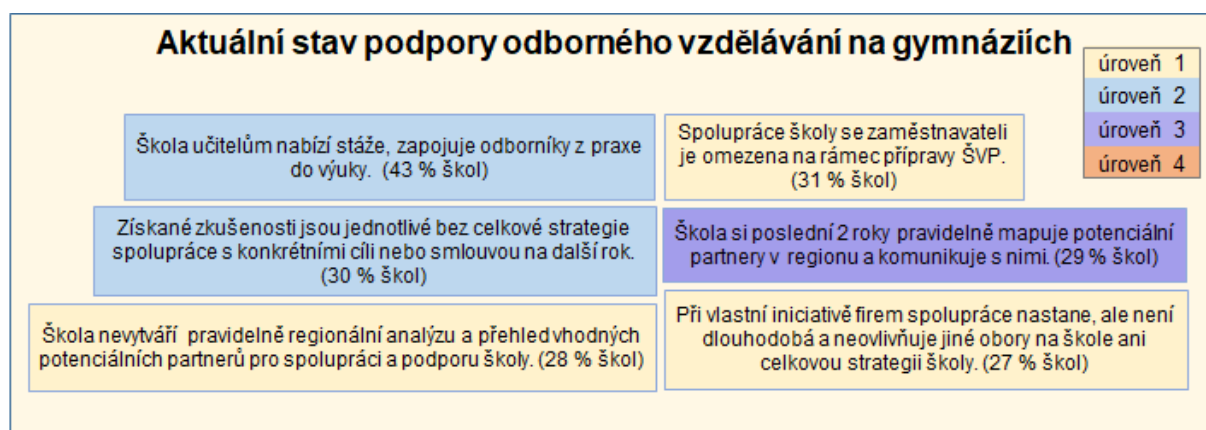 Aktuální stav podpory odborného vzdělávání na gymnáziích
úroveň 1
úroveň 2
úroveň 3
úroveň 4
Škola učitelům nabízí stáže, zapojuje odborníky z praxe
do výuky. (43 % škol)
Spolupráce školy se zaměstnavateli
je omezena na rámec přípravy ŠVP.
(31 % škol)
Získané zkušenosti jsou jednotlivé bez celkové strategie
spolupráce s konkrétními cíli nebo smlouvou na další rok.
(30 % škol)
Škola si poslední 2 roky pravidelně mapuje potenciální
partnery v regionu a komunikuje s nimi. (29 % škol)
Škola nevytváří pravidelně regionální analýzu a přehled vhodných
potenciálních partnerů pro spolupráci a podporu školy. (28 % škol)
Při vlastní iniciativě firem spolupráce nastane, ale není
dlouhodobá a neovlivňuje jiné obory na škole ani
celkovou strategii školy. (27 % škol)